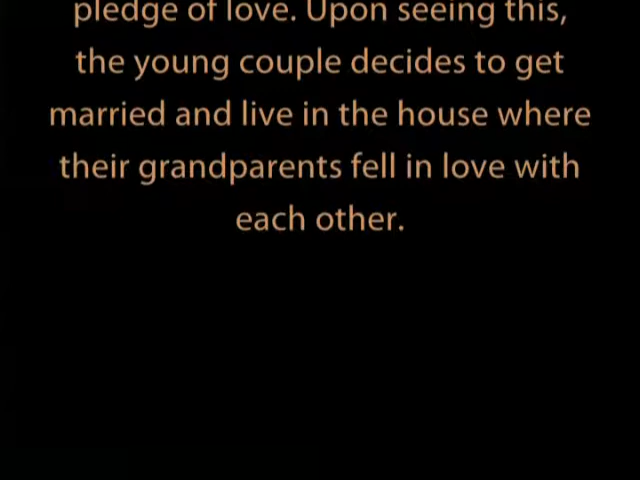 pledge of love. Upon seeing this,
the young couple decides to get
married and live in the house where
their grandparents fell in love with
each other.